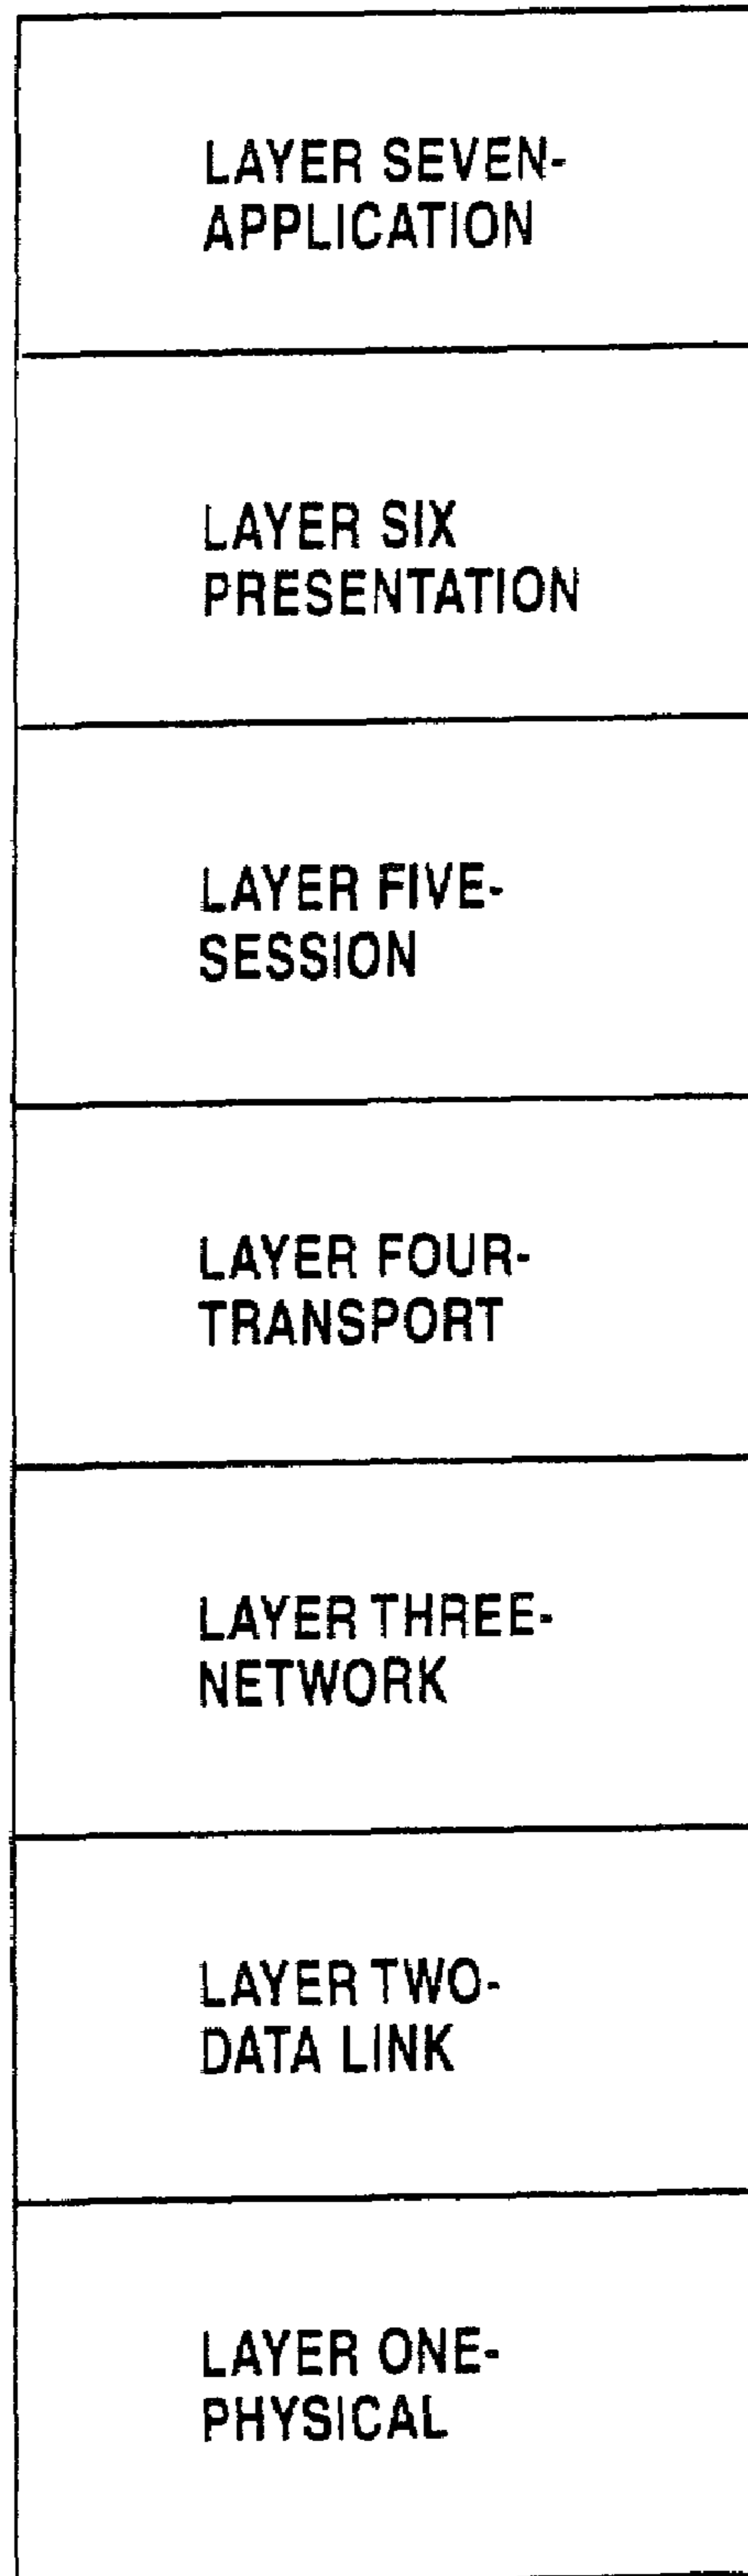 LAYER SEVEN-
APPLICATION
LAYER SIX
PRESENTATION
LAYER FIVE-
SESSION
LAYER FOUR-
TRANSPORT
LAYER THREE-
NETWORK
LAYER TWO-
DATA LINK
LAYER ONE-
PHYSICAL